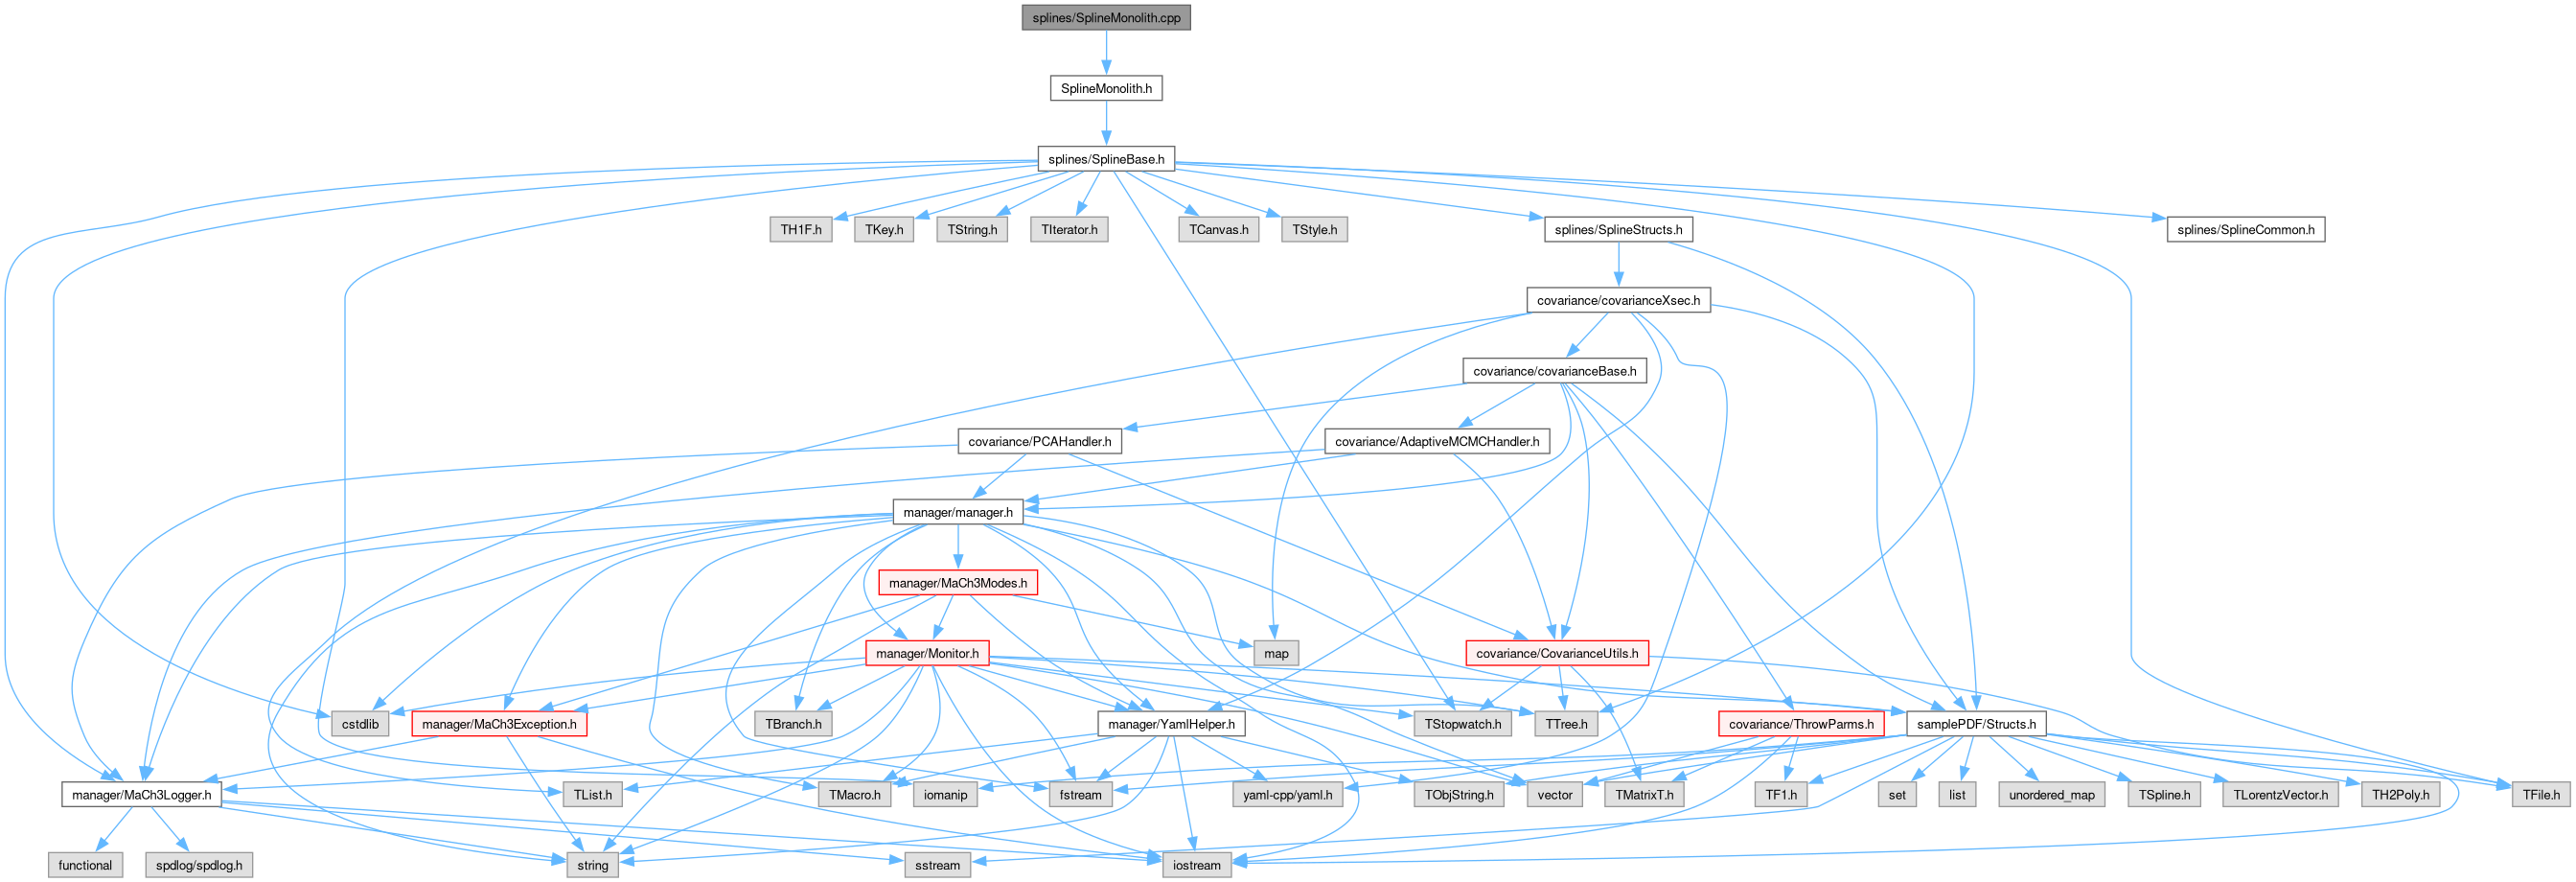 splines/SplineMonolith.cpp
SplineMonolith.h
splines/SplineBase.h
TH1F.h
TKey.h
TString.h
TIterator.h
TCanvas.h
TStyle.h
splines/SplineStructs.h
splines/SplineCommon.h
covariance/covarianceXsec.h
covariance/covarianceBase.h
covariance/PCAHandler.h
covariance/AdaptiveMCMCHandler.h
manager/manager.h
manager/MaCh3Modes.h
manager/Monitor.h
map
covariance/CovarianceUtils.h
cstdlib
manager/MaCh3Exception.h
TBranch.h
manager/YamlHelper.h
TStopwatch.h
TTree.h
covariance/ThrowParms.h
samplePDF/Structs.h
manager/MaCh3Logger.h
TList.h
TMacro.h
iomanip
fstream
yaml-cpp/yaml.h
TObjString.h
vector
TMatrixT.h
TF1.h
set
list
unordered_map
TSpline.h
TLorentzVector.h
TH2Poly.h
TFile.h
functional
spdlog/spdlog.h
string
sstream
iostream